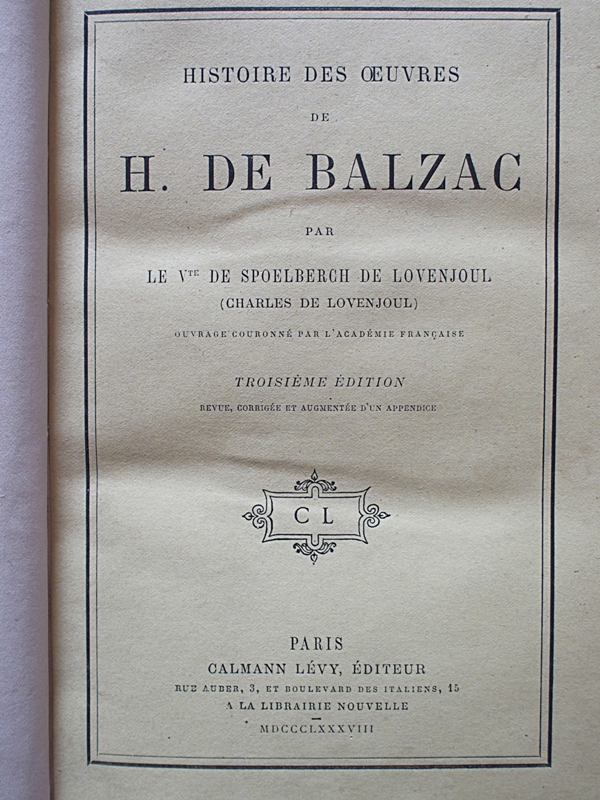 HISTOIRE DES ŒUVRES
DE
H. DE BALZAC
PAR
LE VTE DE SPOELBERCH DE LOVENJOUL
(CHARLES DE LOVENJOUL)
OUVRAGE COURONNÉ PAR L'ACADÉMIE FRANÇAISE
TROISIÈME ÉDITION
REVUE, CORRIGÉE ET AUGMENTÉE D'UN APPENDICE
C L
PARIS
CALMANN LÉVY, ÉDITEUR
RUE AUBER, 3, ET BOULEVARD DES ITALIENS, 15
A LA LIBRAIRIE NOUVELLE
MDCCCLXXXVIII